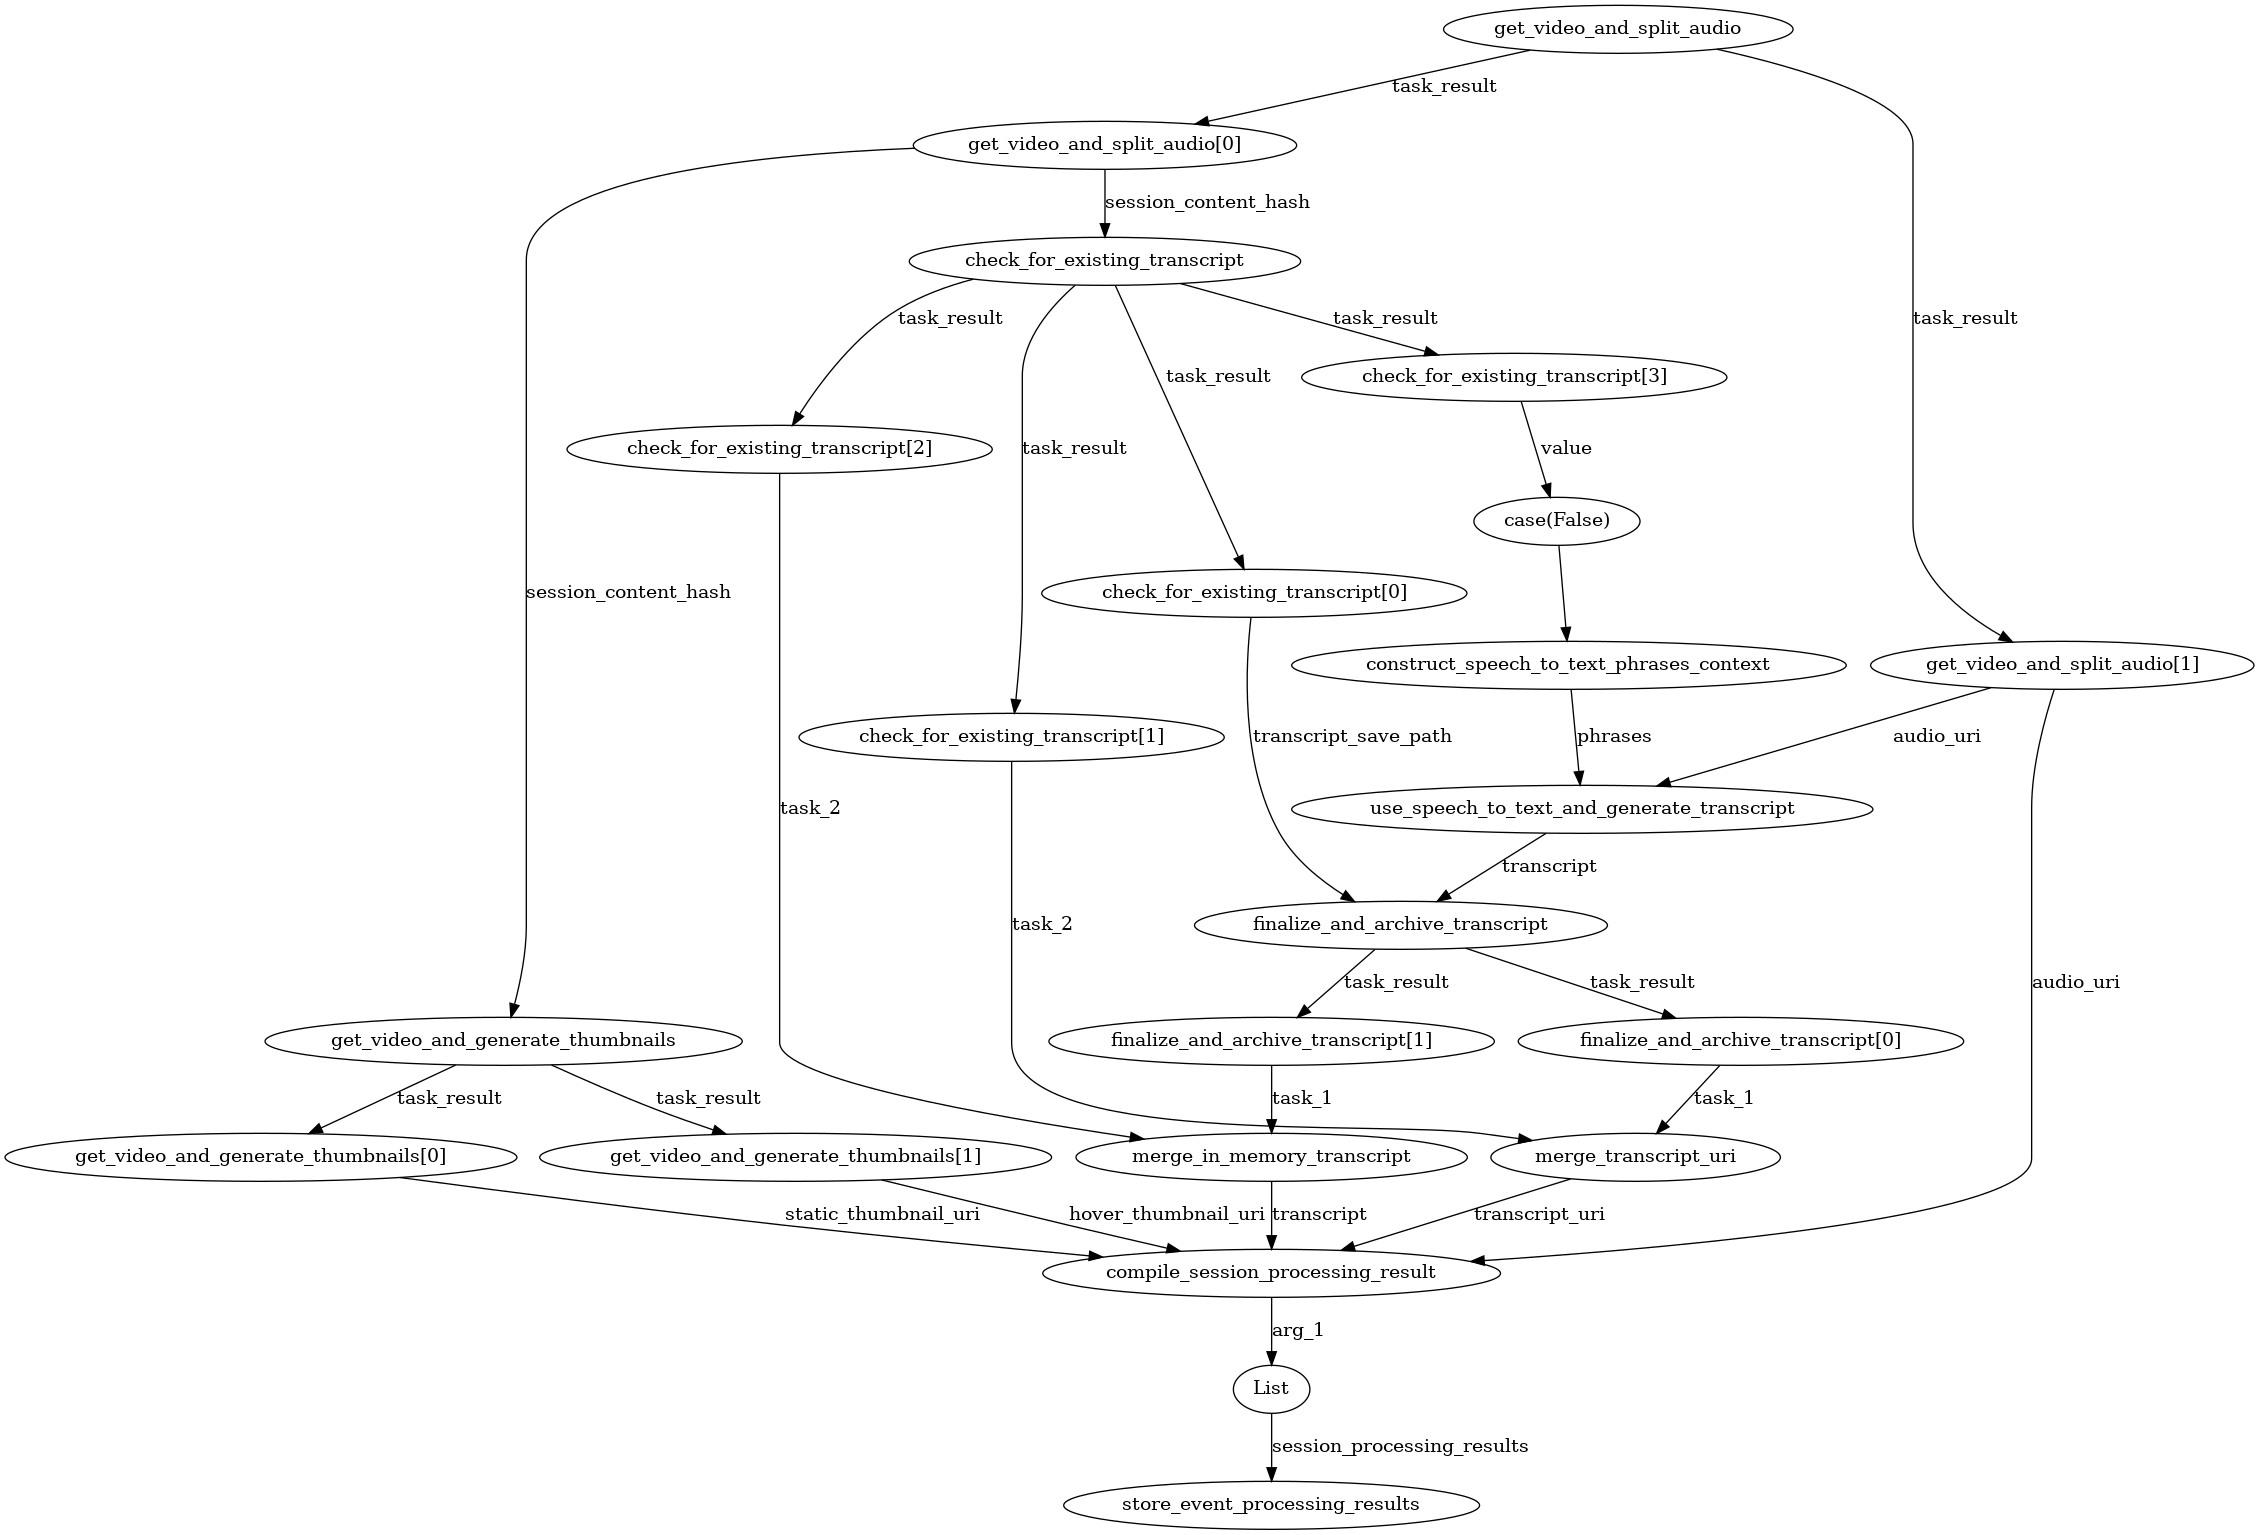 get_video_and_split_audio
task_result
get_video_and_split_audio[0]
session_content_hash
check_for_existing_transcript
task_result
task_result
task_result
task_result
check_for_existing_transcript[3]
check_for_existing_transcript[2]
task_result
value
case(False)
session_content_hash
check_for_existing_transcript[0]
construct_speech_to_text_phrases_context
get_video_and_split_audio[1]
check_for_existing_transcript[1]
transcript_save_path
phrases
audio_uri
task_2
use_speech_to_text_and_generate_transcript
transcript
task_2
finalize_and_archive_transcript
task_result
task_result
audio_uri
get_video_and_generate_thumbnails
finalize_and_archive_transcript[1]
finalize_and_archive_transcript[0]
task_result
task_result
task_1
task_1
get_video_and_generate_thumbnails[0]
get_video_and_generate_thumbnails[1]
merge_in_memory_transcript
merge_transcript_uri
static_thumbnail_uri
hover_thumbnail_uri
transcript
transcript_uri
compile_session_processing_result
arg_1
List
session_processing_results
store_event_processing_results